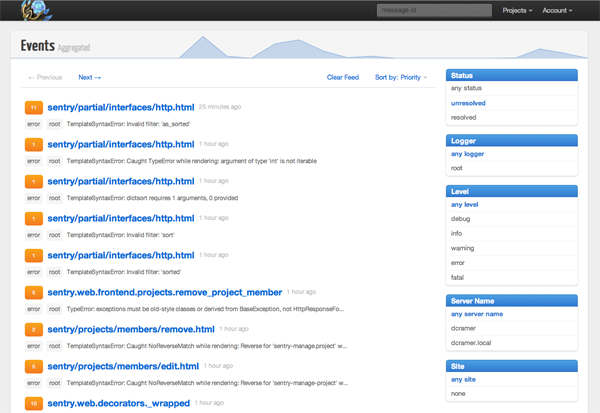 message id
Projects
Account
Events Aggregated
← Previous
Next →
Clear Feed
Sort by: Priority
11 sentry/partial/interfaces/http.html 25 minutes ago
error root TemplateSyntaxError: Invalid filter: 'as_sorted'
1 sentry/partial/interfaces/http.html 1 hour ago
error root TemplateSyntaxError: Caught TypeError while rendering: argument of type 'int' is not iterable
1 sentry/partial/interfaces/http.html 1 hour ago
error root TemplateSyntaxError: dictsort requires 1 arguments, 0 provided
1 sentry/partial/interfaces/http.html 1 hour ago
error root TemplateSyntaxError: Invalid filter: 'sort'
1 sentry/partial/interfaces/http.html 1 hour ago
error root TemplateSyntaxError: Invalid filter: 'sorted'
sentry.web.frontend.projects.remove_project_member 1 hour ago
error root TypeError: exceptions must be old-style classes or derived from BaseException, not HttpResponseFo...
sentry/projects/members/remove.html 1 hour ago
error root TemplateSyntaxError: Caught NoReverseMatch while rendering: Reverse for 'sentry-manage.project' w...
sentry/projects/members/edit.html 1 hour ago
error root TemplateSyntaxError: Caught NoReverseMatch while rendering: Reverse for 'sentry-manage-project' w...
10 sentry.web.decorators._wrapped 1 hour ago
Status
any status
unresolved
resolved
Logger
any logger
root
Level
any level
debug
info
warning
error
fatal
Server Name
any server name
dcramer
dcramer.local
Site
any site
none